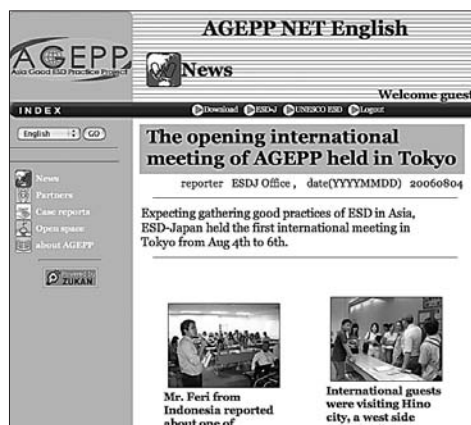 AGEPP NET English
AGEPP
Asia Good ESD Practice Project
News
Welcome guest
INDEX
Download
ESD-J
UNESCO ESD
Logout
English
GO
The opening international
meeting of AGEPP held in Tokyo
reporter ESDJ Office , date(YYYYMMDD) 20060804
News
Partners
Case reports
Open space
about AGEPP
Powered by
ZUKAN
Expecting gathering good practices of ESD in Asia,
ESD-Japan held the first international meeting in
Tokyo from Aug 4th to 6th.
Mr. Feri from
Indonesia reported
about one of
International guests
were visiting Hino
city, a west side